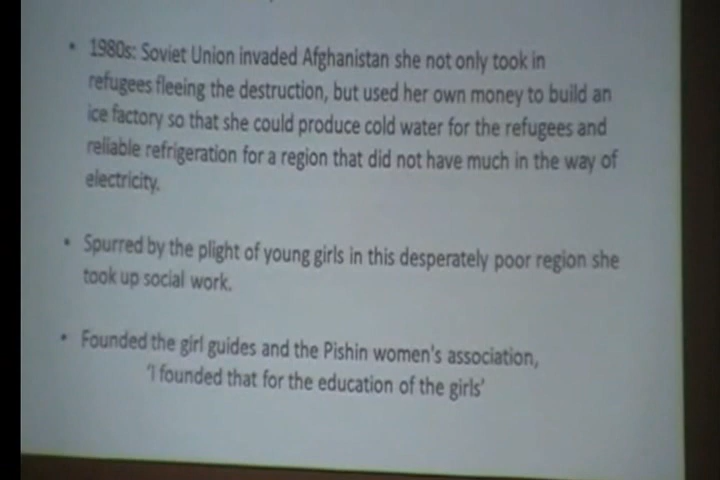 • 1980s: Soviet Union invaded Afghanistan she not only took in
refugees fleeing the destruction, but used her own money to build an
ice factory so that she could produce cold water for the refugees and
reliable refrigeration for a region that did not have much in the way of
electricity.
• Spurred by the plight of young girls in this desperately poor region she
took up social work.
• Founded the girl guides and the Pishin women's association,
'I founded that for the education of the girls'